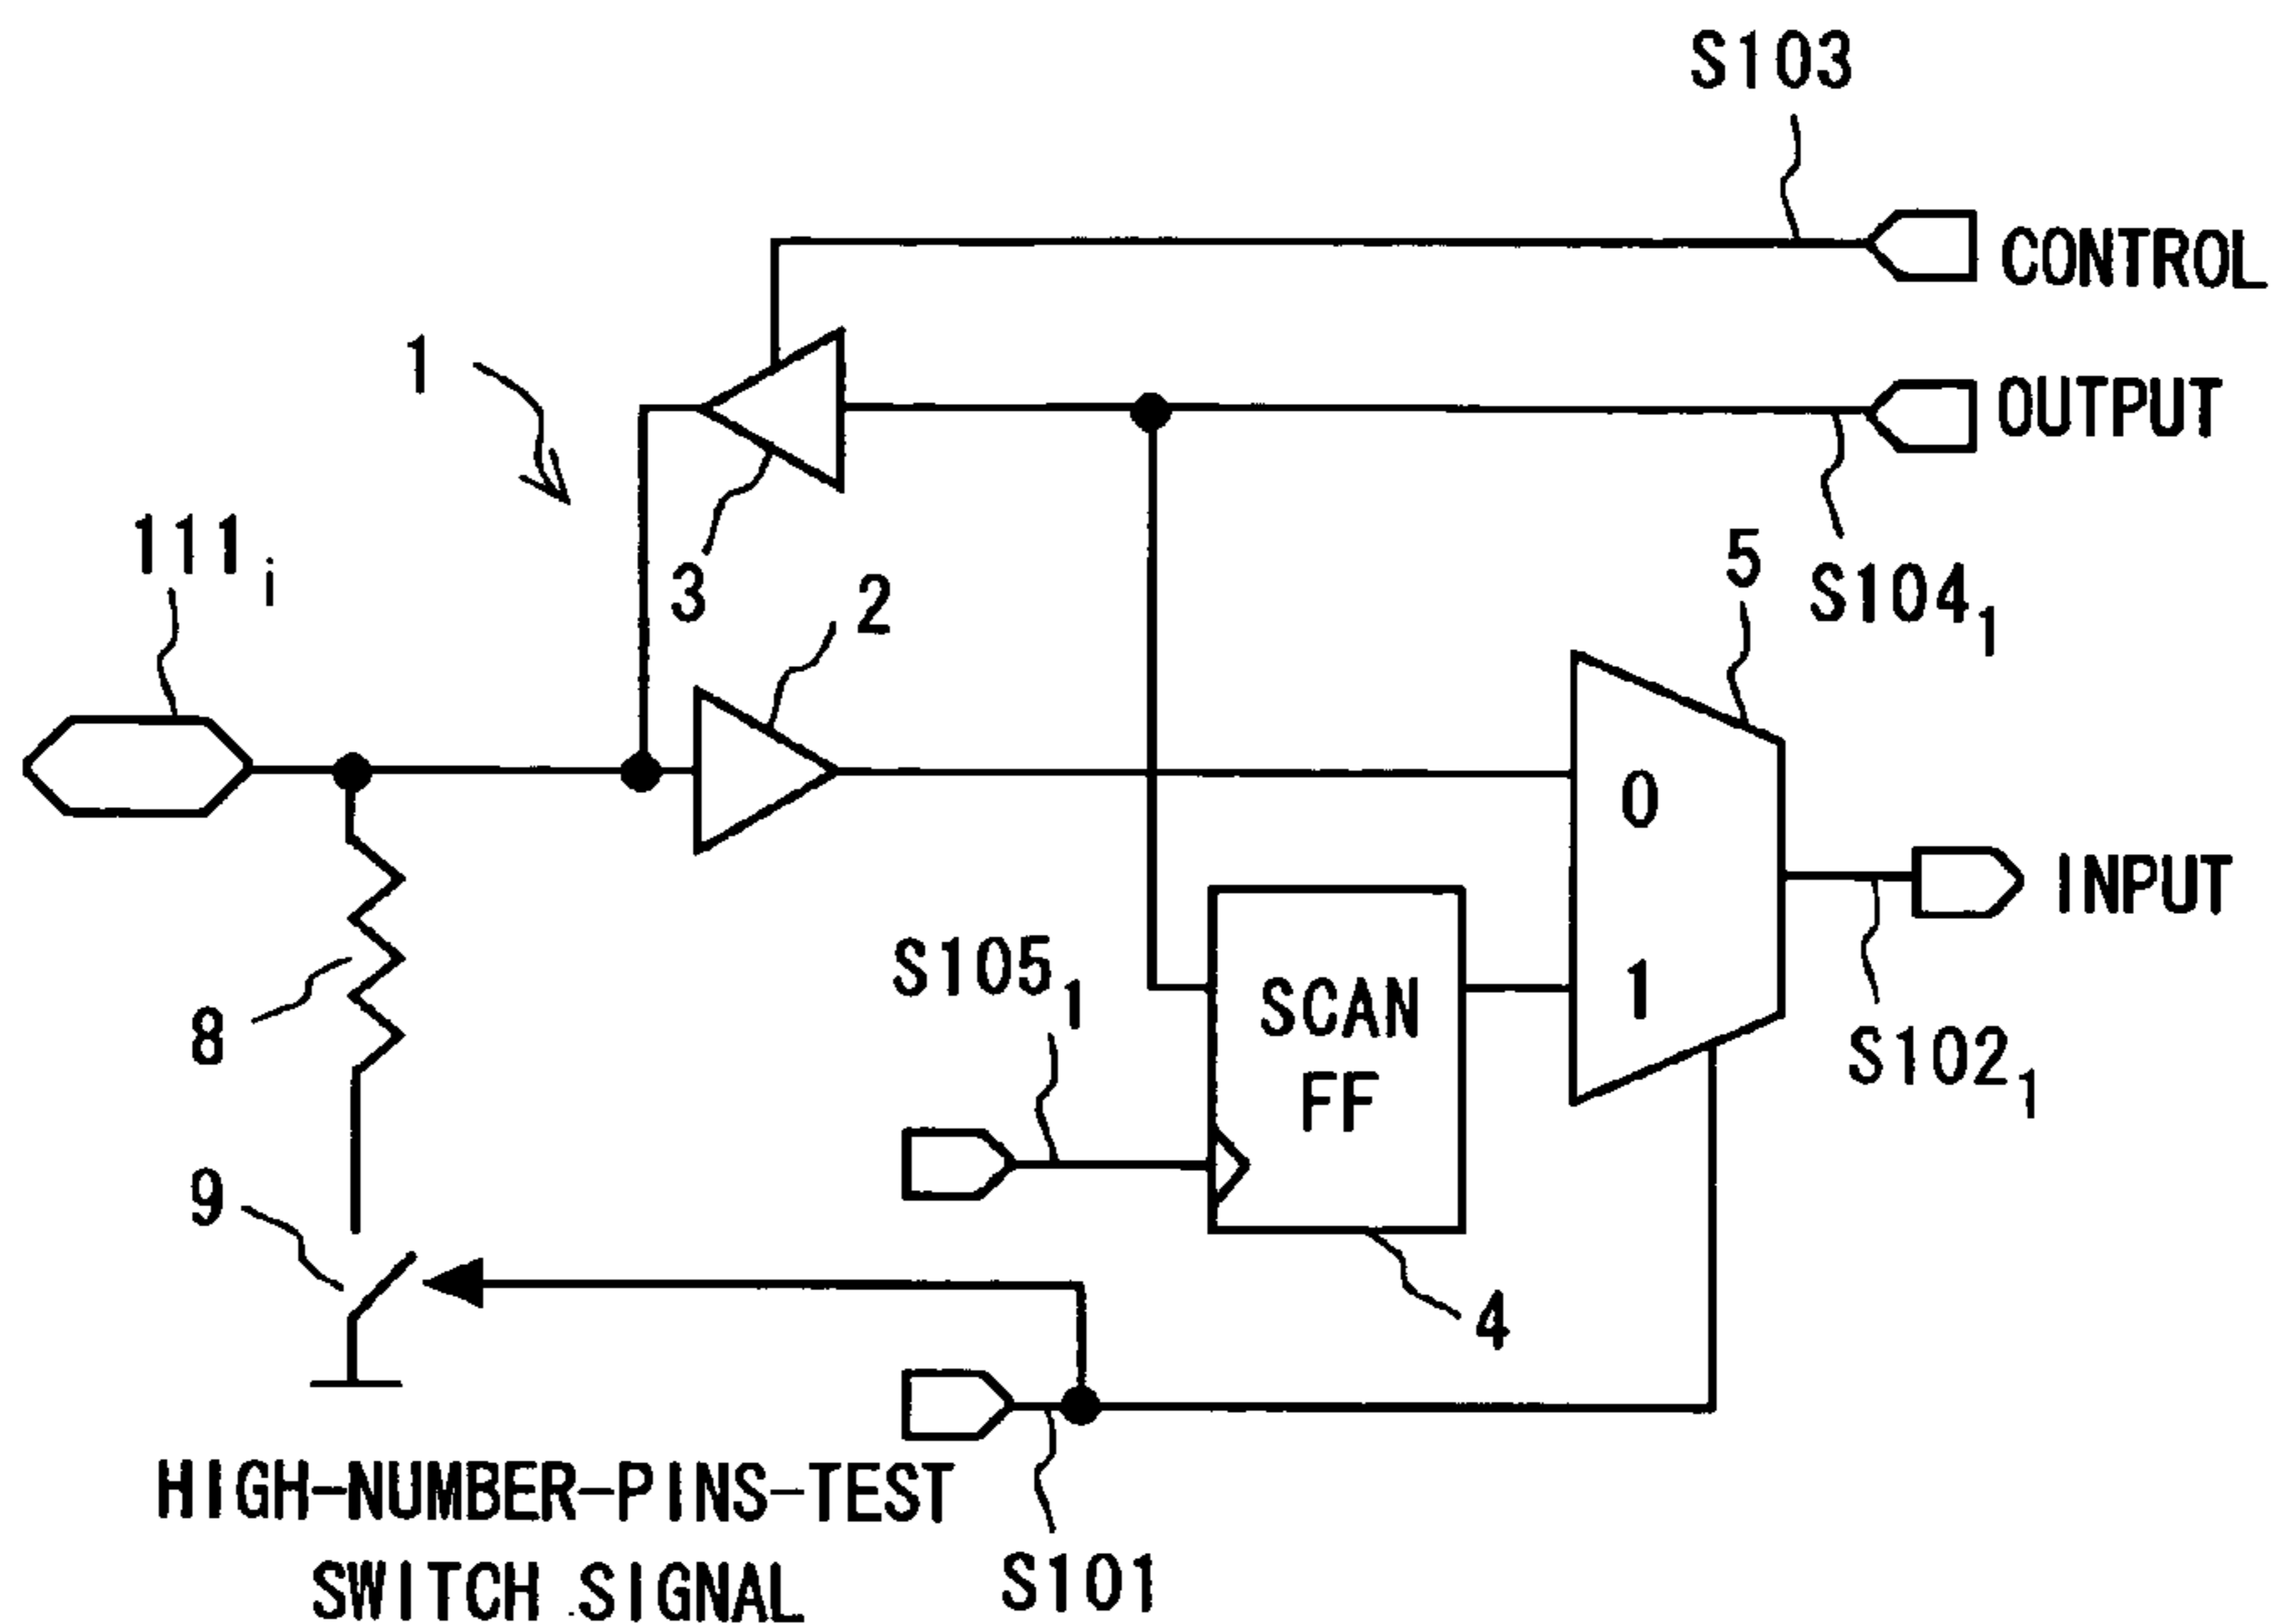 S103
CONTROL
1
OUTPUT
111i
3
2
5
S1041
0
INPUT
S1051
SCAN
FF
1
8
S1021
9
4
HIGH-NUMBER-PINS-TEST
SWITCH SIGNAL
S101